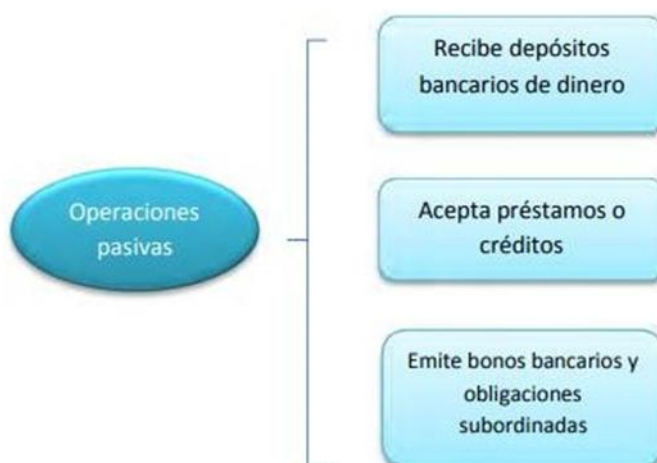 Operaciones
pasivas
Recibe depósitos
bancarios de dinero
Acepta préstamos o
créditos
Emite bonos bancarios y
obligaciones
subordinadas